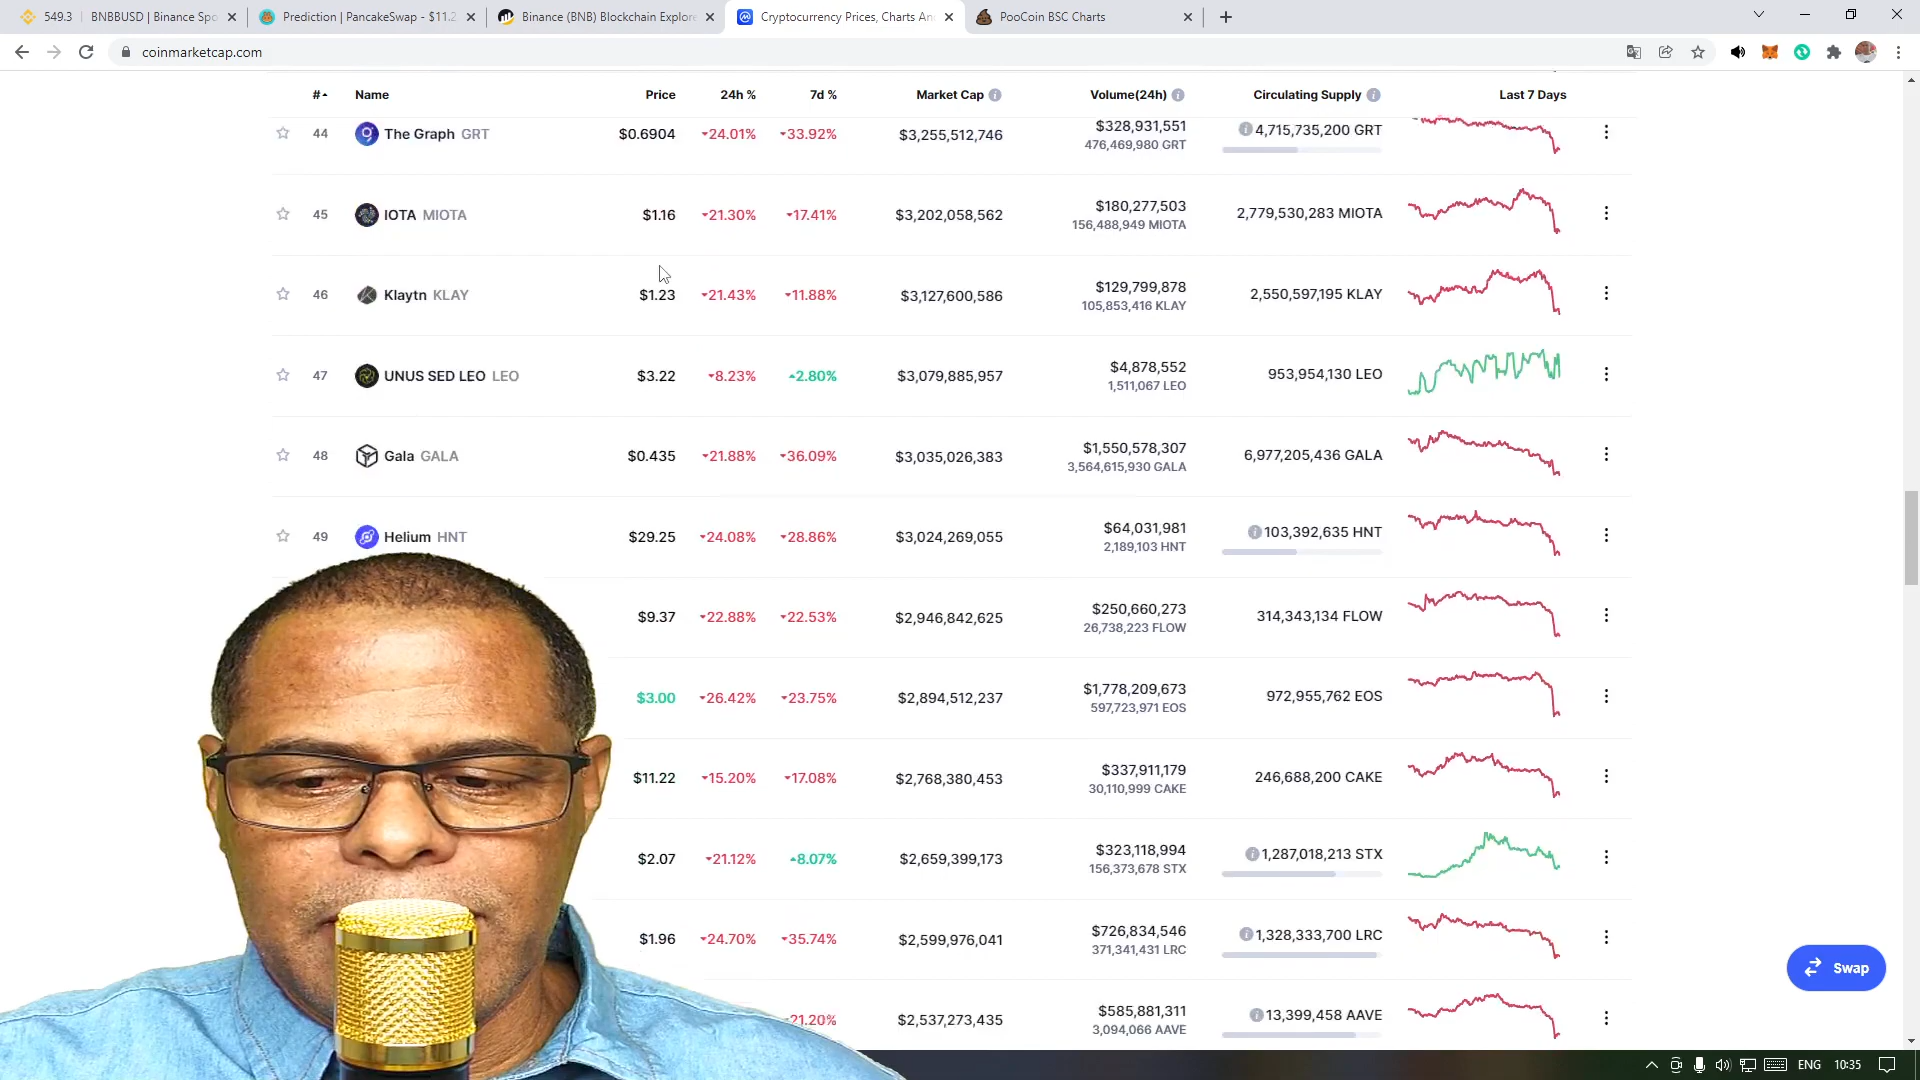 549.3 BNBBUSD | Binance Spo
Prediction | PancakeSwap - $11.2
Binance (BNB) Blockchain Explore
Cryptocurrency Prices, Charts An
PooCoin BSC Charts
coinmarketcap.com
# Name Price 24h % 7d % Market Cap Volume(24h) Circulating Supply Last 7 Days
44 The Graph GRT $0.6904 24.01% 33.92% $3,255,512,746 $328,931,551 4,715,735,200 GRT
476,469,980 GRT
45 IOTA MIOTA $1.16 21.30% 17.41% $3,202,058,562 $180,277,503 2,779,530,283 MIOTA
156,488,949 MIOTA
46 Klaytn KLAY $1.23 21.43% 11.88% $3,127,600,586 $129,799,878 2,550,597,195 KLAY
105,853,416 KLAY
47 UNUS SED LEO LEO $3.22 8.23% 2.80% $3,079,885,957 $4,878,552 953,954,130 LEO
1,511,067 LEO
48 Gala GALA $0.435 21.88% 36.09% $3,035,026,383 $1,550,578,307 6,977,205,436 GALA
3,564,615,930 GALA
49 Helium HNT $29.25 24.08% 28.86% $3,024,269,055 $64,031,981 103,392,635 HNT
2,189,103 HNT
$9.37 22.88% 22.53% $2,946,842,625 $250,660,273 314,343,134 FLOW
26,738,223 FLOW
$3.00 26.42% 23.75% $2,894,512,237 $1,778,209,673 972,955,762 EOS
597,723,971 EOS
$11.22 15.20% 17.08% $2,768,380,453 $337,911,179 246,688,200 CAKE
30,110,999 CAKE
$2.07 21.12% 8.07% $2,659,399,173 $323,118,994 1,287,018,213 STX
156,373,678 STX
$1.96 24.70% 35.74% $2,599,976,041 $726,834,546 1,328,333,700 LRC
371,341,431 LRC
21.20% $2,537,273,435 $585,881,311 13,399,458 AAVE
3,094,066 AAVE
Swap
ENG 10:35